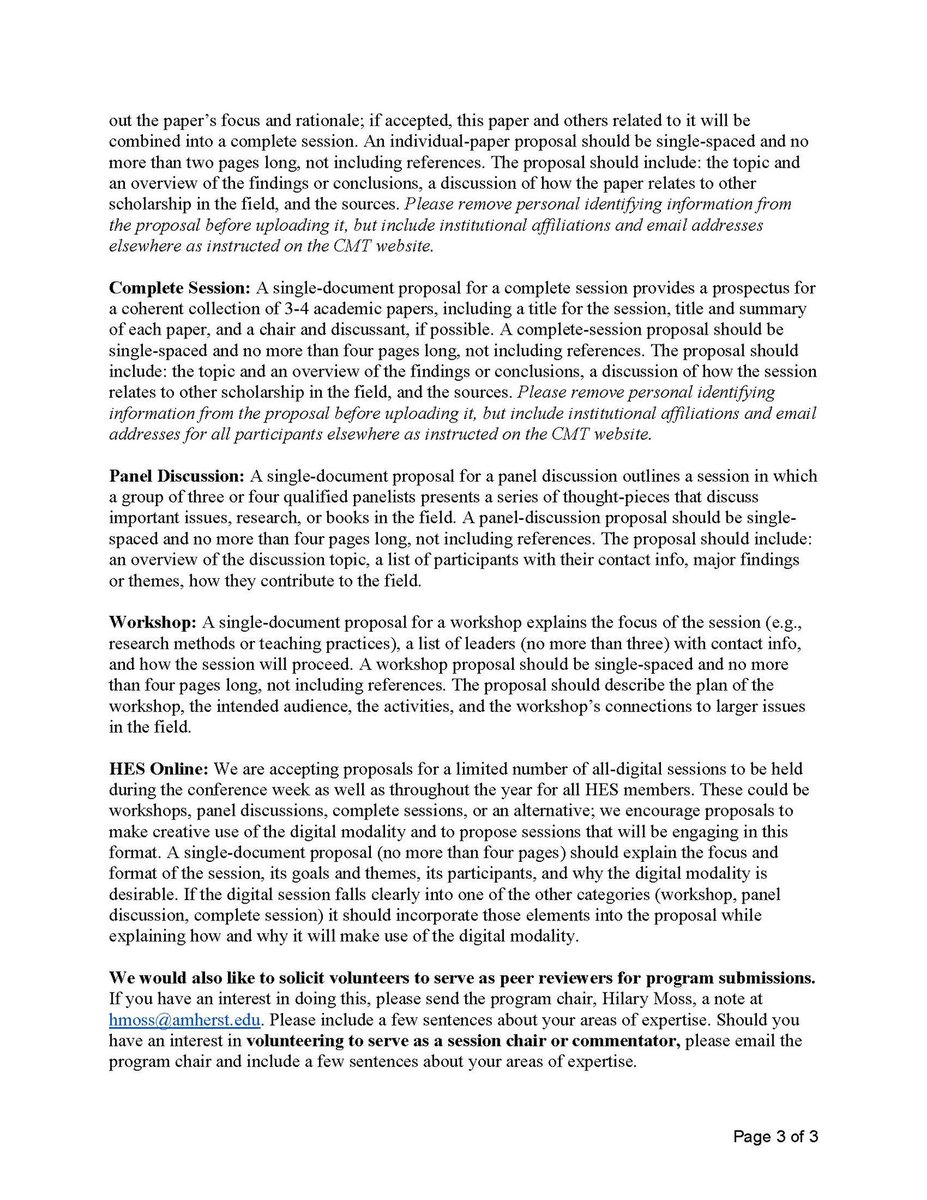 out the paper’s focus and rationale; if accepted, this paper and others related to it will be
combined into a complete session. An individual-paper proposal should be single-spaced and no
more than two pages long, not including references. The proposal should include: the topic and
an overview of the findings or conclusions, a discussion of how the paper relates to other
scholarship in the field, and the sources. Please remove personal identifying information from
the proposal before uploading it, but include institutional affiliations and email addresses
elsewhere as instructed on the CMT website.
Complete Session: A single-document proposal for a complete session provides a prospectus for
a coherent collection of 3-4 academic papers, including a title for the session, title and summary
of each paper, and a chair and discussant, if possible. A complete-session proposal should be
single-spaced and no more than four pages long, not including references. The proposal should
include: the topic and an overview of the findings or conclusions, a discussion of how the session
relates to other scholarship in the field, and the sources. Please remove personal identifying
information from the proposal before uploading it, but include institutional affiliations and email
addresses for all participants elsewhere as instructed on the CMT website.
Panel Discussion: A single-document proposal for a panel discussion outlines a session in which
a group of three or four qualified panelists presents a series of thought-pieces that discuss
important issues, research, or books in the field. A panel-discussion proposal should be single-
spaced and no more than four pages long, not including references. The proposal should include:
an overview of the discussion topic, a list of participants with their contact info, major findings
or themes, how they contribute to the field.
Workshop: A single-document proposal for a workshop explains the focus of the session (e.g.,
research methods or teaching practices), a list of leaders (no more than three) with contact info,
and how the session will proceed. A workshop proposal should be single-spaced and no more
than four pages long, not including references. The proposal should describe the plan of the
workshop, the intended audience, the activities, and the workshop’s connections to larger issues
in the field.
HES Online: We are accepting proposals for a limited number of all-digital sessions to be held
during the conference week as well as throughout the year for all HES members. These could be
workshops, panel discussions, complete sessions, or an alternative; we encourage proposals to
make creative use of the digital modality and to propose sessions that will be engaging in this
format. A single-document proposal (no more than four pages) should explain the focus and
format of the session, its goals and themes, its participants, and why the digital modality is
desirable. If the digital session falls clearly into one of the other categories (workshop, panel
discussion, complete session) it should incorporate those elements into the proposal while
explaining how and why it will make use of the digital modality.
We would also like to solicit volunteers to serve as peer reviewers for program submissions.
If you have an interest in doing this, please send the program chair, Hilary Moss, a note at
hmoss@amherst.edu. Please include a few sentences about your areas of expertise. Should you
have an interest in volunteering to serve as a session chair or commentator, please email the
program chair and include a few sentences about your areas of expertise.
Page 3 of 3